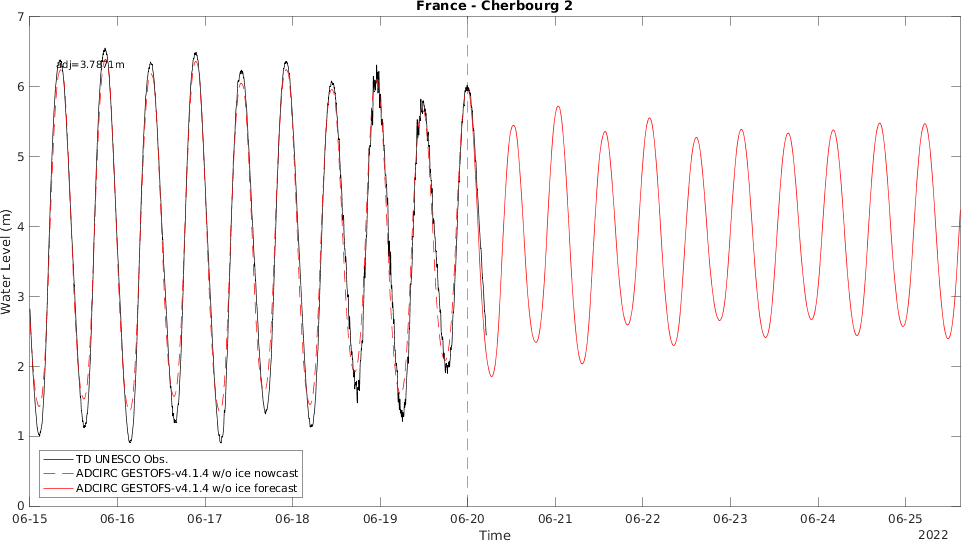 France - Cherbourg 2
7
6
5
4
3
2
1
0
adj=3.7871m
Water Level (m)
TD UNESCO Obs.
ADCIRC GESTOFS-v4.1.4 w/o ice nowcast
ADCIRC GESTOFS-v4.1.4 w/o ice forecast
06-15 06-16 06-17 06-18 06-19 06-20 06-21 06-22 06-23 06-24 06-25
Time
2022